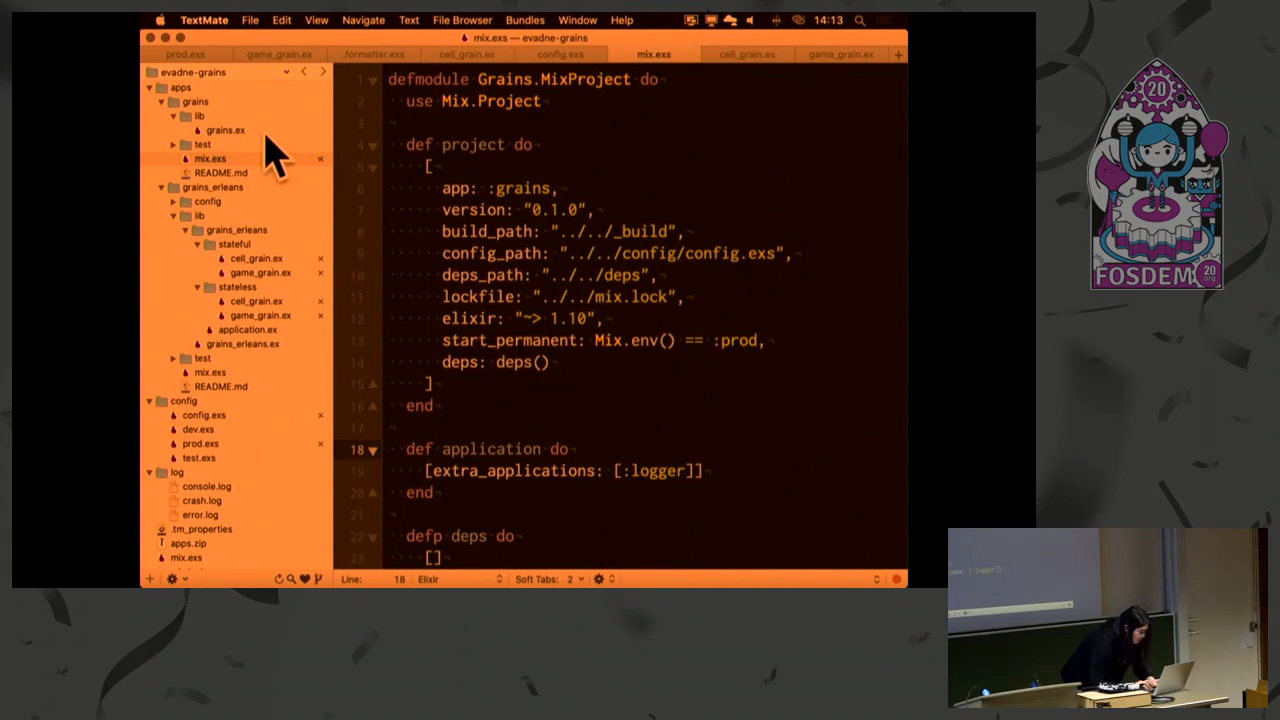 TextMate File Edit View Navigate Text File Browser Bundles Window Help 14:13
mix.exs — evadne-grains
prod.exs game_grain.exs .formatter.exs cell_grain.ex config.exs mix.exs cell_grain.ex game_grain.ex
evadne-grains
apps
grains
lib
grains.ex
test
mix.exs
README.md
grains_erleans
config
lib
grains_erleans
stateful
cell_grain.ex
game_grain.ex
stateless
cell_grain.ex
game_grain.ex
application.ex
grains_erleans.ex
test
mix.exs
README.md
config
config.exs
dev.exs
prod.exs
test.exs
log
console.log
crash.log
error.log
.tm_properties
apps.zip
mix.exs
1 defmodule Grains.MixProject do
2 use Mix.Project
3
4 def project do
5 [
6 app: :grains,
7 version: "0.1.0",
8 build_path: "../../_build",
9 config_path: "../../config/config.exs",
10 deps_path: "../../deps",
11 lockfile: "../../mix.lock",
12 elixir: "~> 1.10",
13 start_permanent: Mix.env() == :prod,
14 deps: deps()
15 ]
16 end
17
18 def application do
19 [extra_applications: [:logger]]
20 end
21
22 defp deps do
23 []
Line: 18 Elixir Soft Tabs: 2
20
FOSDEM 20
.org
[:logger]]